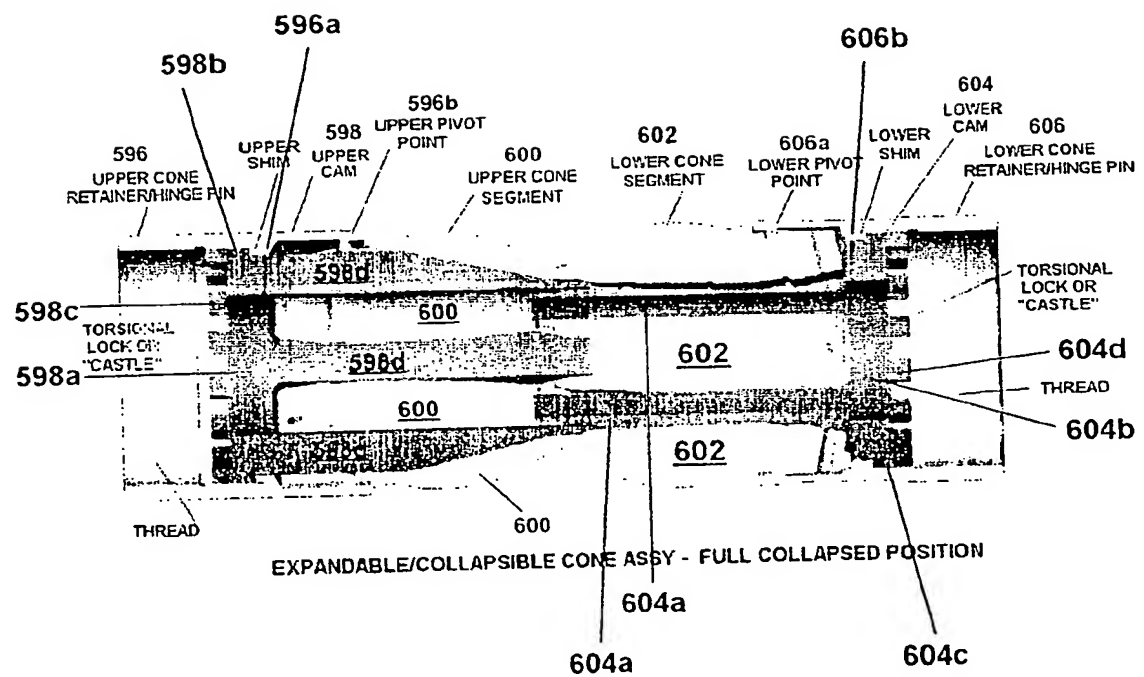 596a
598b
606b
604
LOWER
CAM
596b
UPPER PIVOT
POINT
598
UPPER
CAM
UPPER
SHIM
596
UPPER CONE
RETAINER/HINGE PIN
600
UPPER CONE
SEGMENT
602
LOWER CONE
SEGMENT
606a
LOWER PIVOT
POINT
LOWER
SHIM
606
LOWER CONE
RETAINER/HINGE PIN
598d
598c
600
TORSIONAL
LOCK OR
"CASTLE"
TORSIONAL
LOCK OR
"CASTLE"
598a
598d
602
604d
THREAD
600
604b
598d
602
THREAD
600
EXPANDABLE/COLLAPSIBLE CONE ASSY - FULL COLLAPSED POSITION
604a
604a
604c